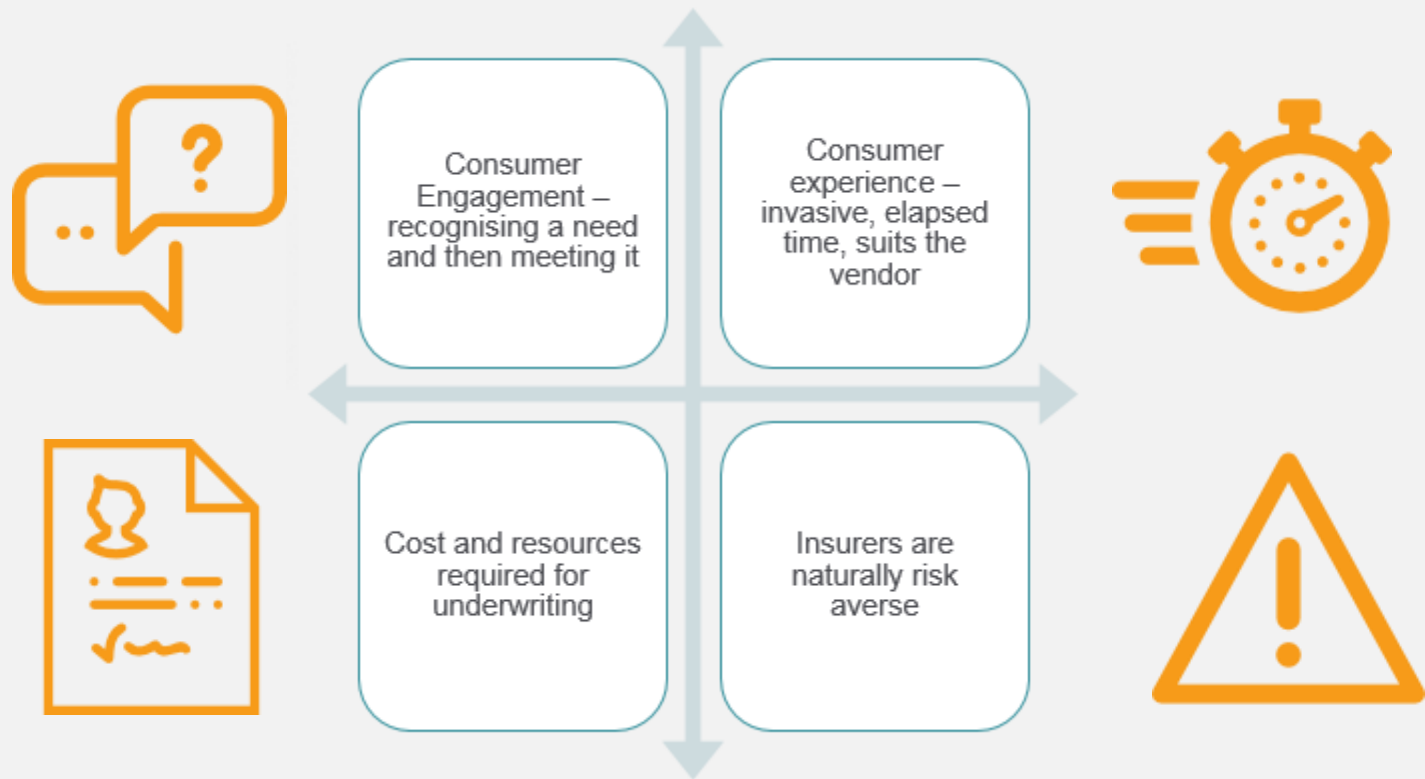 Consumer
Engagement –
recognising a need
and then meeting it
Consumer
experience –
invasive, elapsed
time, suits the
vendor
Cost and resources
required for
underwriting
Insurers are
naturally risk
averse